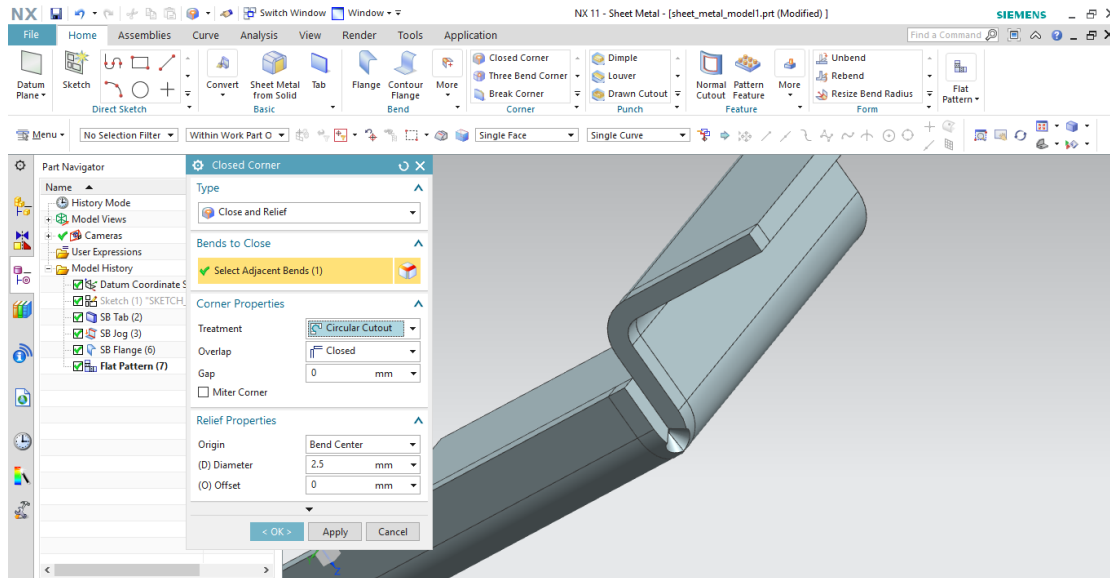 NX Switch Window Window NX 11 - Sheet Metal - [sheet_metal_model1.prt (Modified) ] SIEMENS
File Home Assemblies Curve Analysis View Render Tools Application Find a Command
Datum Plane
Sketch
Direct Sketch
Convert
Sheet Metal from Solid
Tab
Basic
Flange
Contour Flange
More
Bend
Closed Corner
Three Bend Corner
Break Corner
Corner
Dimple
Louver
Drawn Cutout
Punch
Normal Cutout
Pattern Feature
More
Feature
Unbend
Rebend
Resize Bend Radius
Form
Flat Pattern
Menu No Selection Filter Within Work Part O Single Face Single Curve
Part Navigator
Name
History Mode
Model Views
Cameras
User Expressions
Model History
Datum Coordinate S
Sketch (1) "SKETCH_
SB Tab (2)
SB Jog (3)
SB Flange (6)
Flat Pattern (7)
Closed Corner
Type
Close and Relief
Bends to Close
Select Adjacent Bends (1)
Corner Properties
Treatment Circular Cutout
Overlap Closed
Gap 0 mm
Miter Corner
Relief Properties
Origin Bend Center
(D) Diameter 2.5 mm
(O) Offset 0 mm
< OK > Apply Cancel
Z